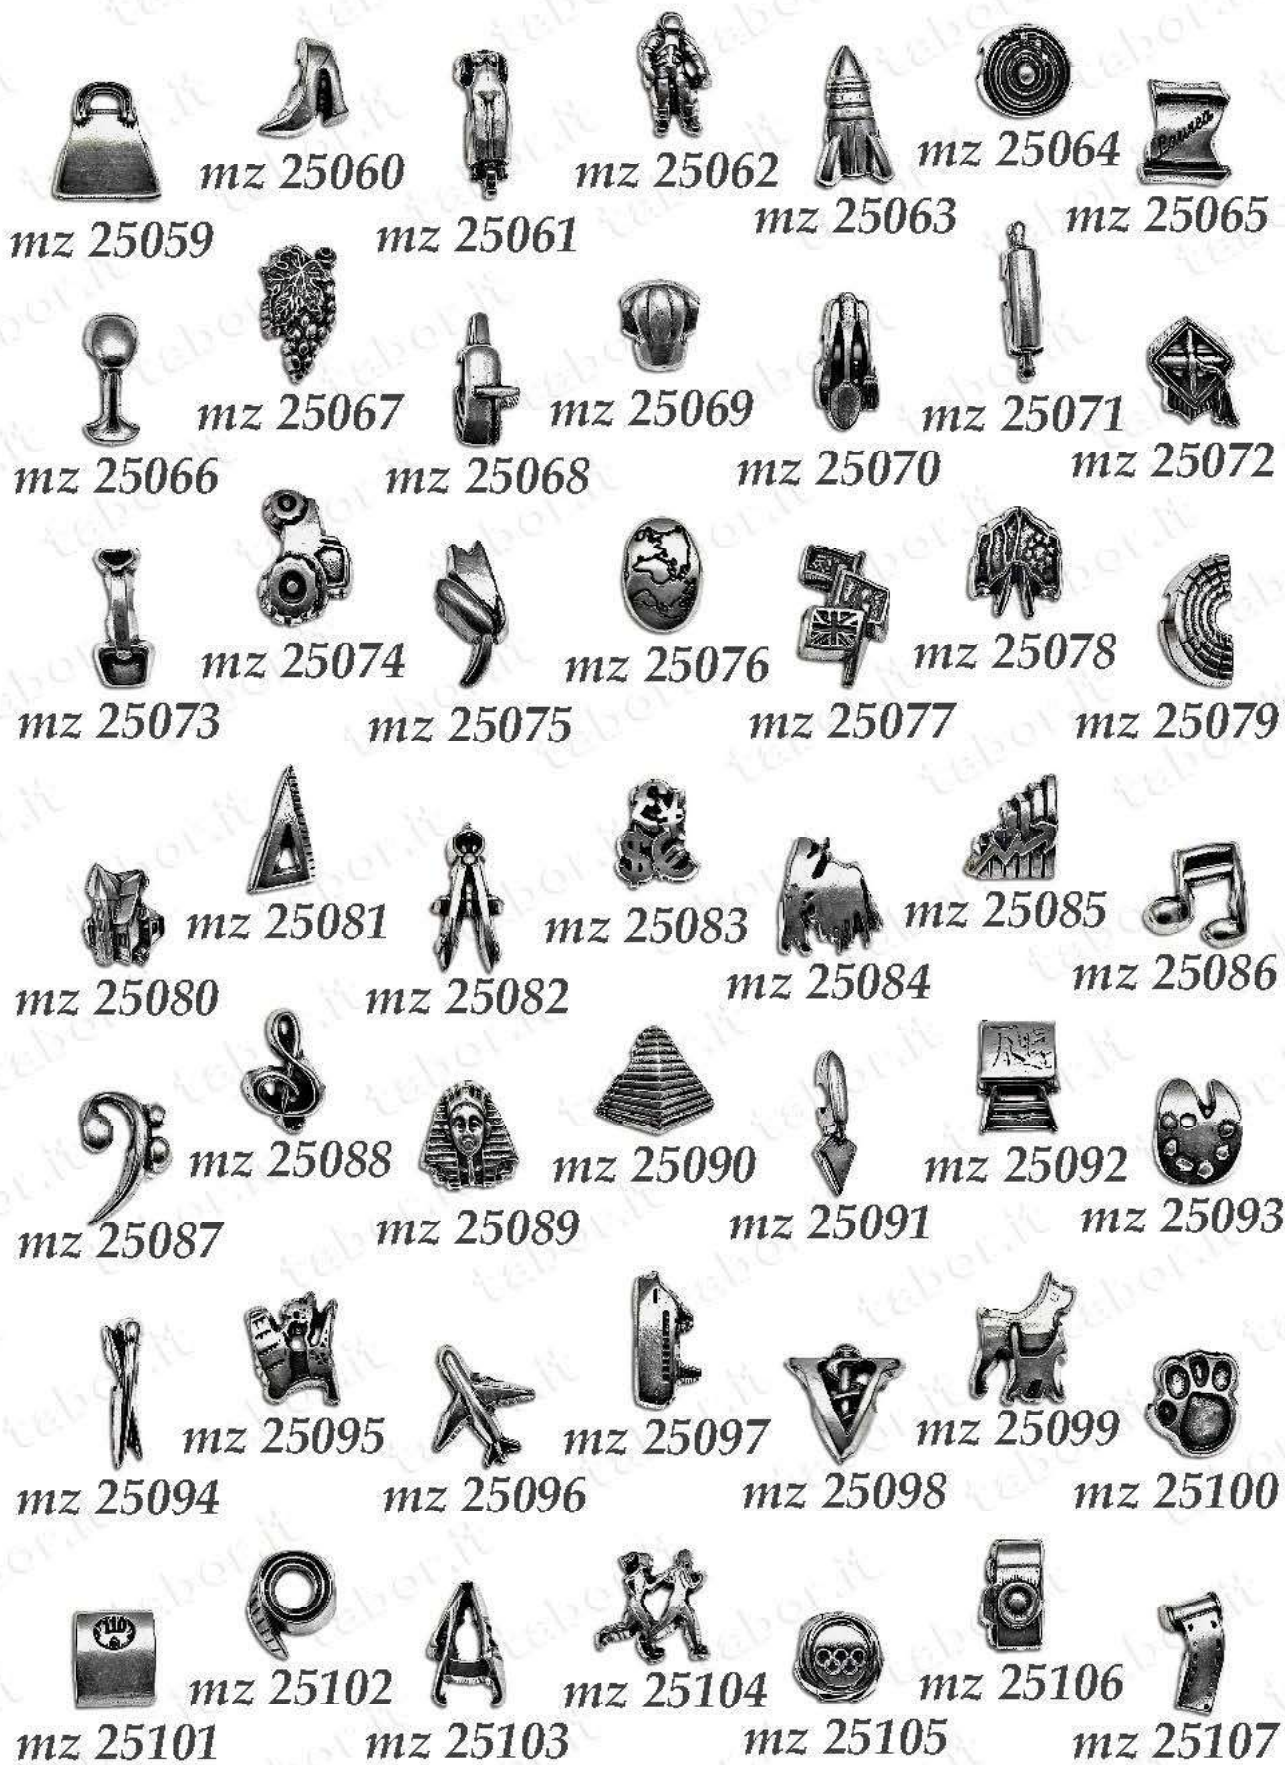 mz 25059
mz 25060
mz 25061
mz 25062
mz 25063
mz 25064
Laurea
mz 25065
mz 25066
mz 25067
mz 25068
mz 25069
mz 25070
mz 25071
mz 25072
mz 25073
mz 25074
mz 25075
mz 25076
mz 25077
mz 25078
mz 25079
mz 25080
mz 25081
mz 25082
£¥
$€
mz 25083
mz 25084
mz 25085
mz 25086
mz 25087
mz 25088
mz 25089
mz 25090
mz 25091
mz 25092
mz 25093
mz 25094
mz 25095
mz 25096
mz 25097
V
mz 25098
mz 25099
mz 25100
110
mz 25101
mz 25102
mz 25103
mz 25104
mz 25105
mz 25106
mz 25107
tabor.it